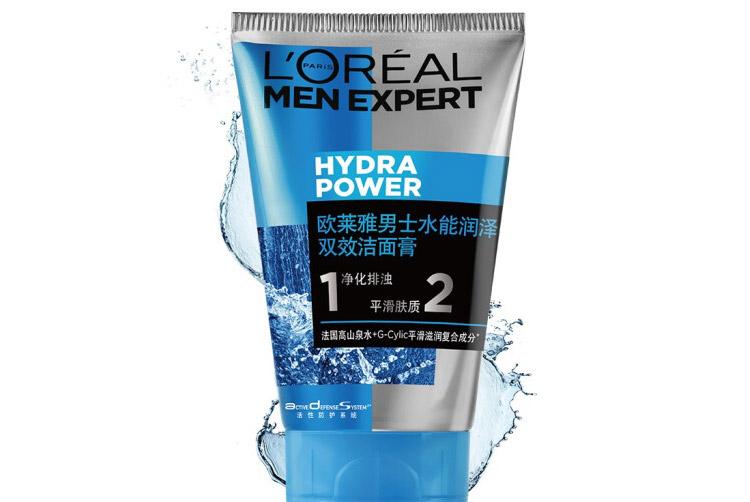 L'ORÉAL
PARIS
MEN EXPERT
HYDRA
POWER
欧莱雅男士水能润泽
双效洁面膏
1 净化排浊
平滑肤质 2
法国高山泉水+G-Cylic平滑滋润复合成分*
ACTIVE DEFENSE SYSTEM
活性防护系统